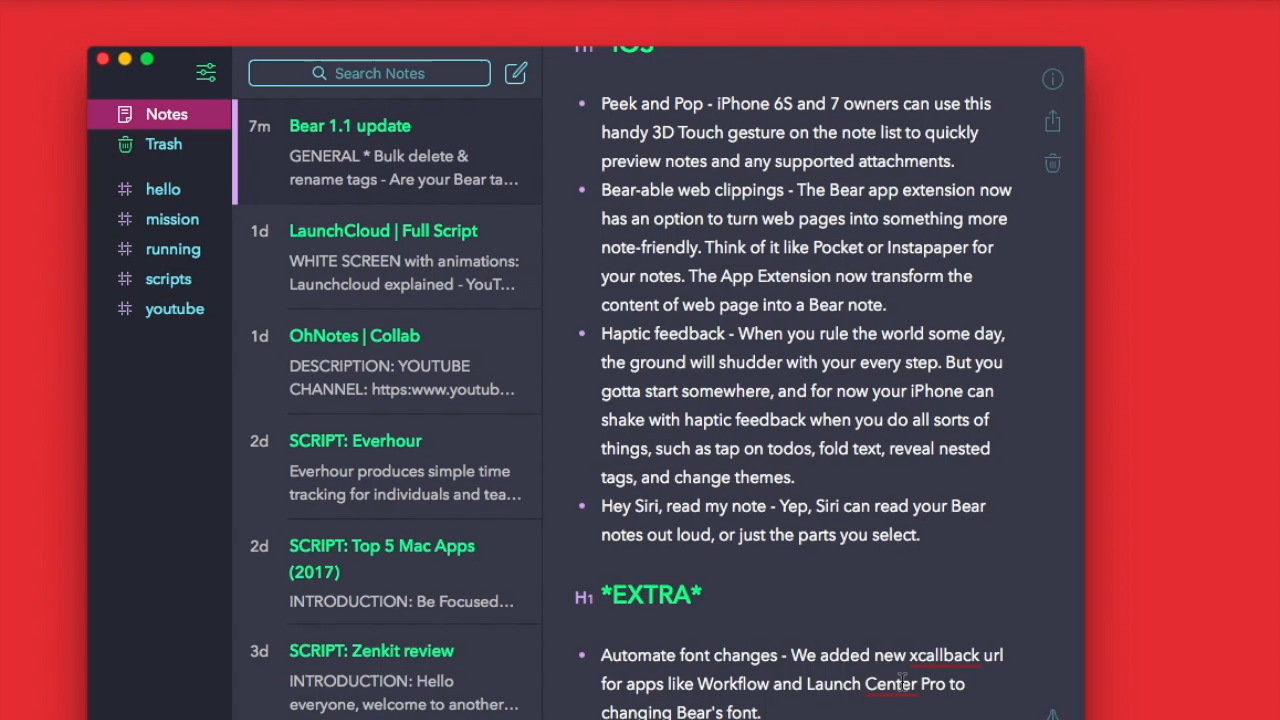 Notes
Trash
hello
mission
running
scripts
youtube
Search Notes
7m
Bear 1.1 update
GENERAL * Bulk delete &
rename tags - Are your Bear ta...
1d
LaunchCloud | Full Script
WHITE SCREEN with animations:
Launchcloud explained - YouT...
1d
OhNotes | Collab
DESCRIPTION: YOUTUBE
CHANNEL: https:www.youtub...
2d
SCRIPT: Everhour
Everhour produces simple time
tracking for individuals and tea...
2d
SCRIPT: Top 5 Mac Apps
(2017)
INTRODUCTION: Be Focused...
3d
SCRIPT: Zenkit review
INTRODUCTION: Hello
everyone, welcome to another...
H1 *iOS
• Peek and Pop - iPhone 6S and 7 owners can use this
handy 3D Touch gesture on the note list to quickly
preview notes and any supported attachments.
• Bear-able web clippings - The Bear app extension now
has an option to turn web pages into something more
note-friendly. Think of it like Pocket or Instapaper for
your notes. The App Extension now transform the
content of web page into a Bear note.
• Haptic feedback - When you rule the world some day,
the ground will shudder with your every step. But you
gotta start somewhere, and for now your iPhone can
shake with haptic feedback when you do all sorts of
things, such as tap on todos, fold text, reveal nested
tags, and change themes.
• Hey Siri, read my note - Yep, Siri can read your Bear
notes out loud, or just the parts you select.
H1 *EXTRA*
• Automate font changes - We added new xcallback url
for apps like Workflow and Launch Center Pro to
changing Bear's font.